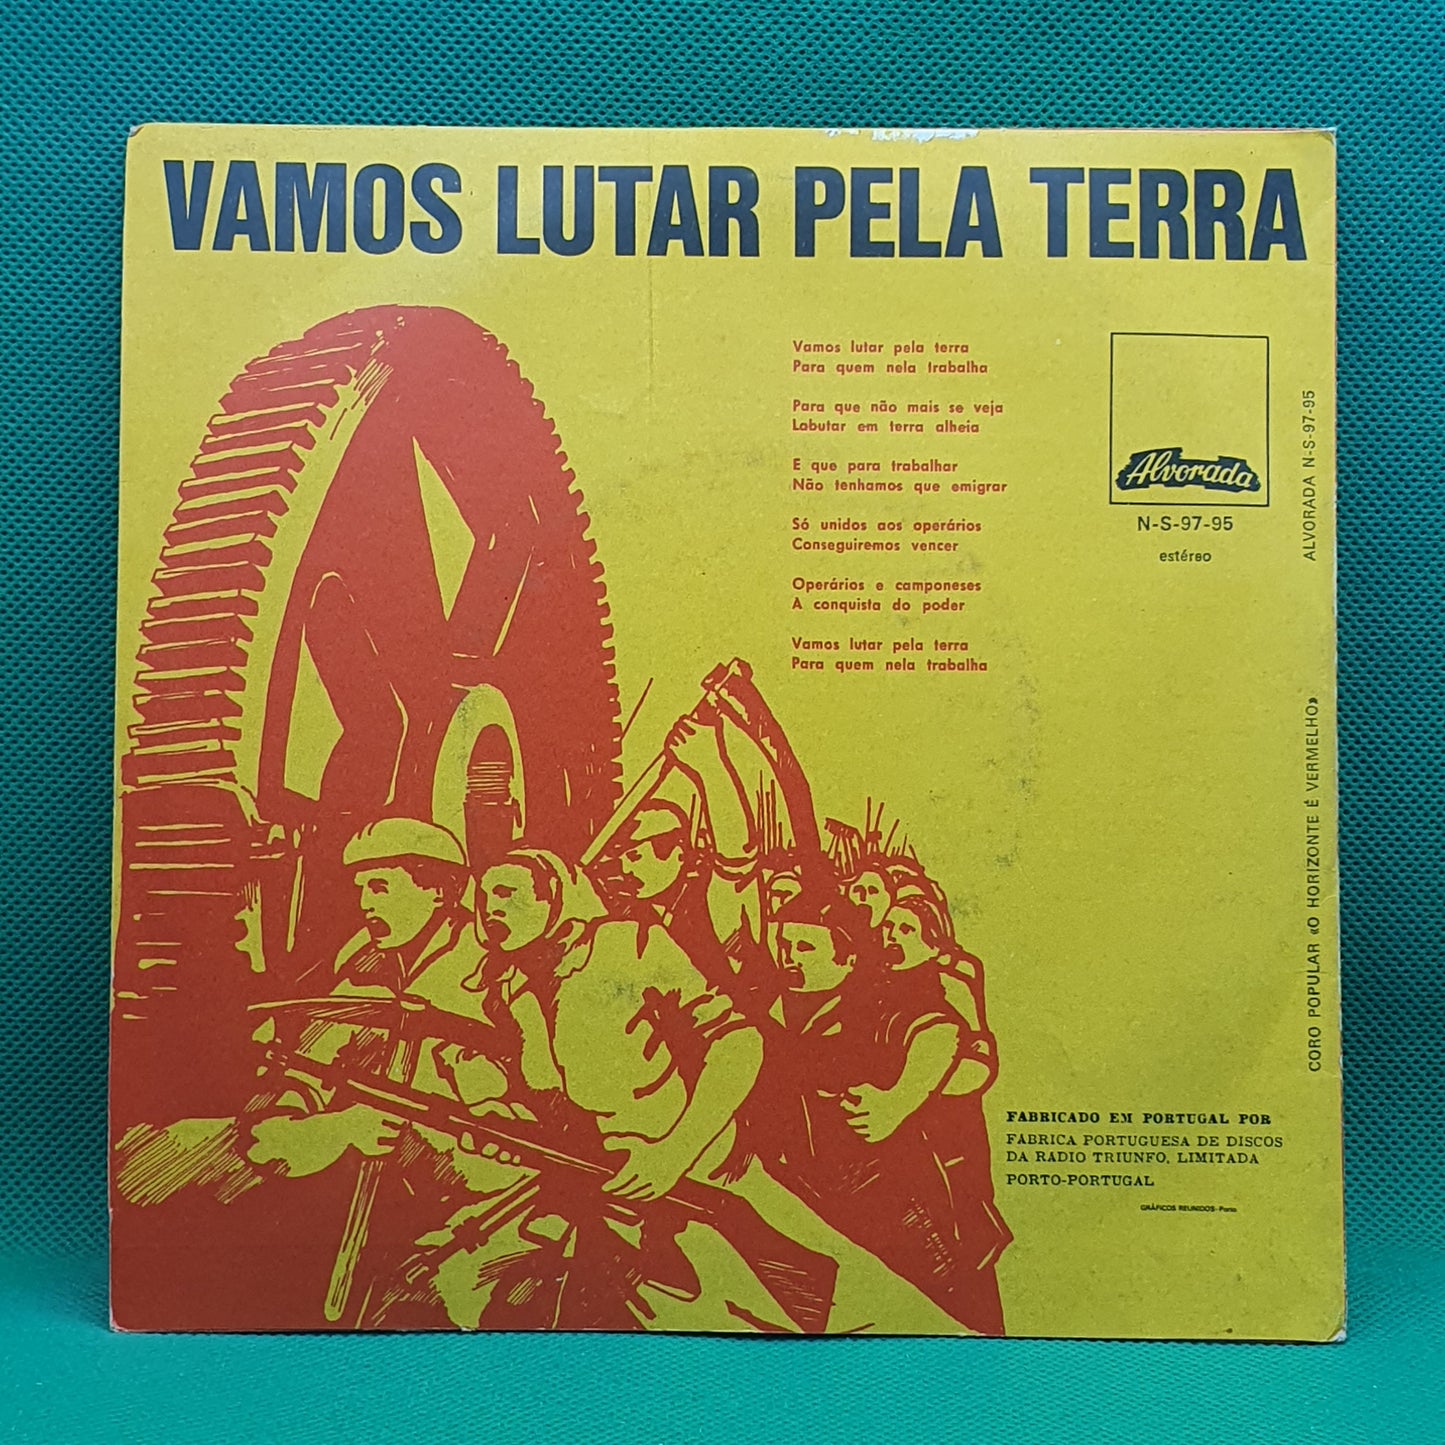 VAMOS LUTAR PELA TERRA
Vamos lutar pela terra
Para quem nela trabalha
Para que não mais se veja
Labutar em terra alheia
E que para trabalhar
Não tenhamos que emigrar
Só unidos aos operários
Conseguiremos vencer
Operários e camponeses
A conquista do poder
Vamos lutar pela terra
Para quem nela trabalha
Alvorada
N-S-97-95
estéreo
ALVORADA N-S-97-95
CORO POPULAR «O HORIZONTE É VERMELHO»
FABRICADO EM PORTUGAL POR
FÁBRICA PORTUGUESA DE DISCOS
DA RÁDIO TRIUNFO, LIMITADA
PORTO-PORTUGAL
GRÁFICOS REUNIDOS-Porto